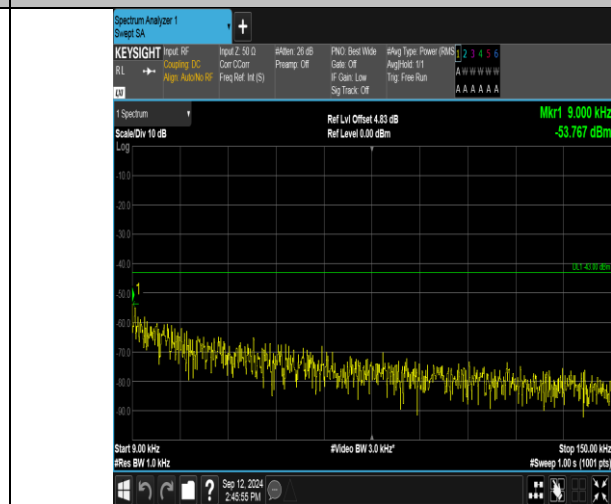 Spectrum Analyzer 1
Swept SA
+
KEYSIGHT
RL
LXI
Input: RF
Coupling: DC
Align: Auto/No RF
Input Z: 50 Ω
Corr CCorr
Freq Ref: Int (S)
#Atten: 26 dB
Preamp: Off
PNO: Best Wide
Gate: Off
IF Gain: Low
Sig Track: Off
#Avg Type: Power (RMS
Avg|Hold: 1/1
Trig: Free Run
1 2 3 4 5 6
A W W W W W
A A A A A A
1 Spectrum
Scale/Div 10 dB
Log
Ref Lvl Offset 4.83 dB
Ref Level 0.00 dBm
Mkr1 9.000 kHz
-53.767 dBm
-10.0
-20.0
-30.0
-40.0
DL1 -43.00 dBm
-50.0
1
-60.0
-70.0
-80.0
-90.0
Start 9.00 kHz
#Res BW 1.0 kHz
#Video BW 3.0 kHz*
Stop 150.00 kHz
#Sweep 1.00 s (1001 pts)
?
Sep 12, 2024
2:45:55 PM